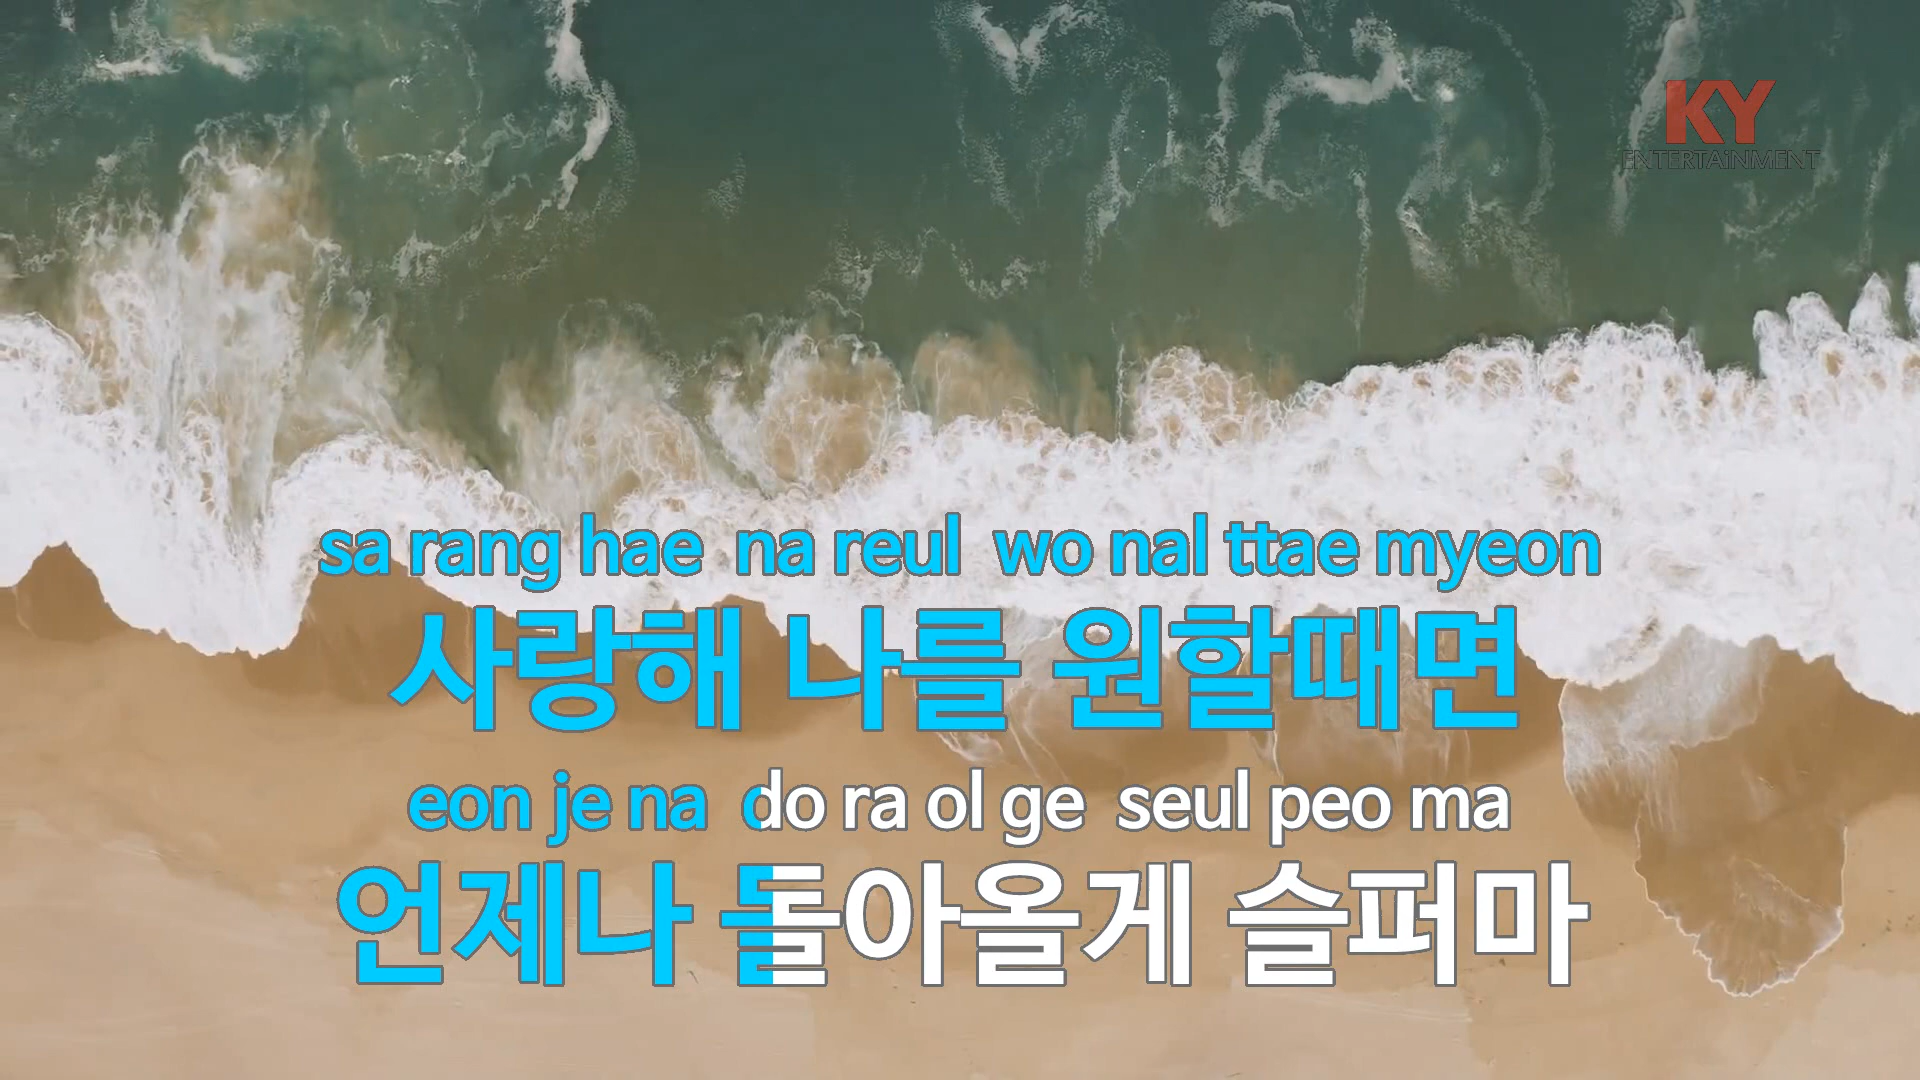 KY
ENTERTAiNMENT
sa rang hae na reul wo nal ttae myeon
사랑해 나를 원할때면
eon je na do ra ol ge seul peo ma
언제나 돌아올게 슬퍼마